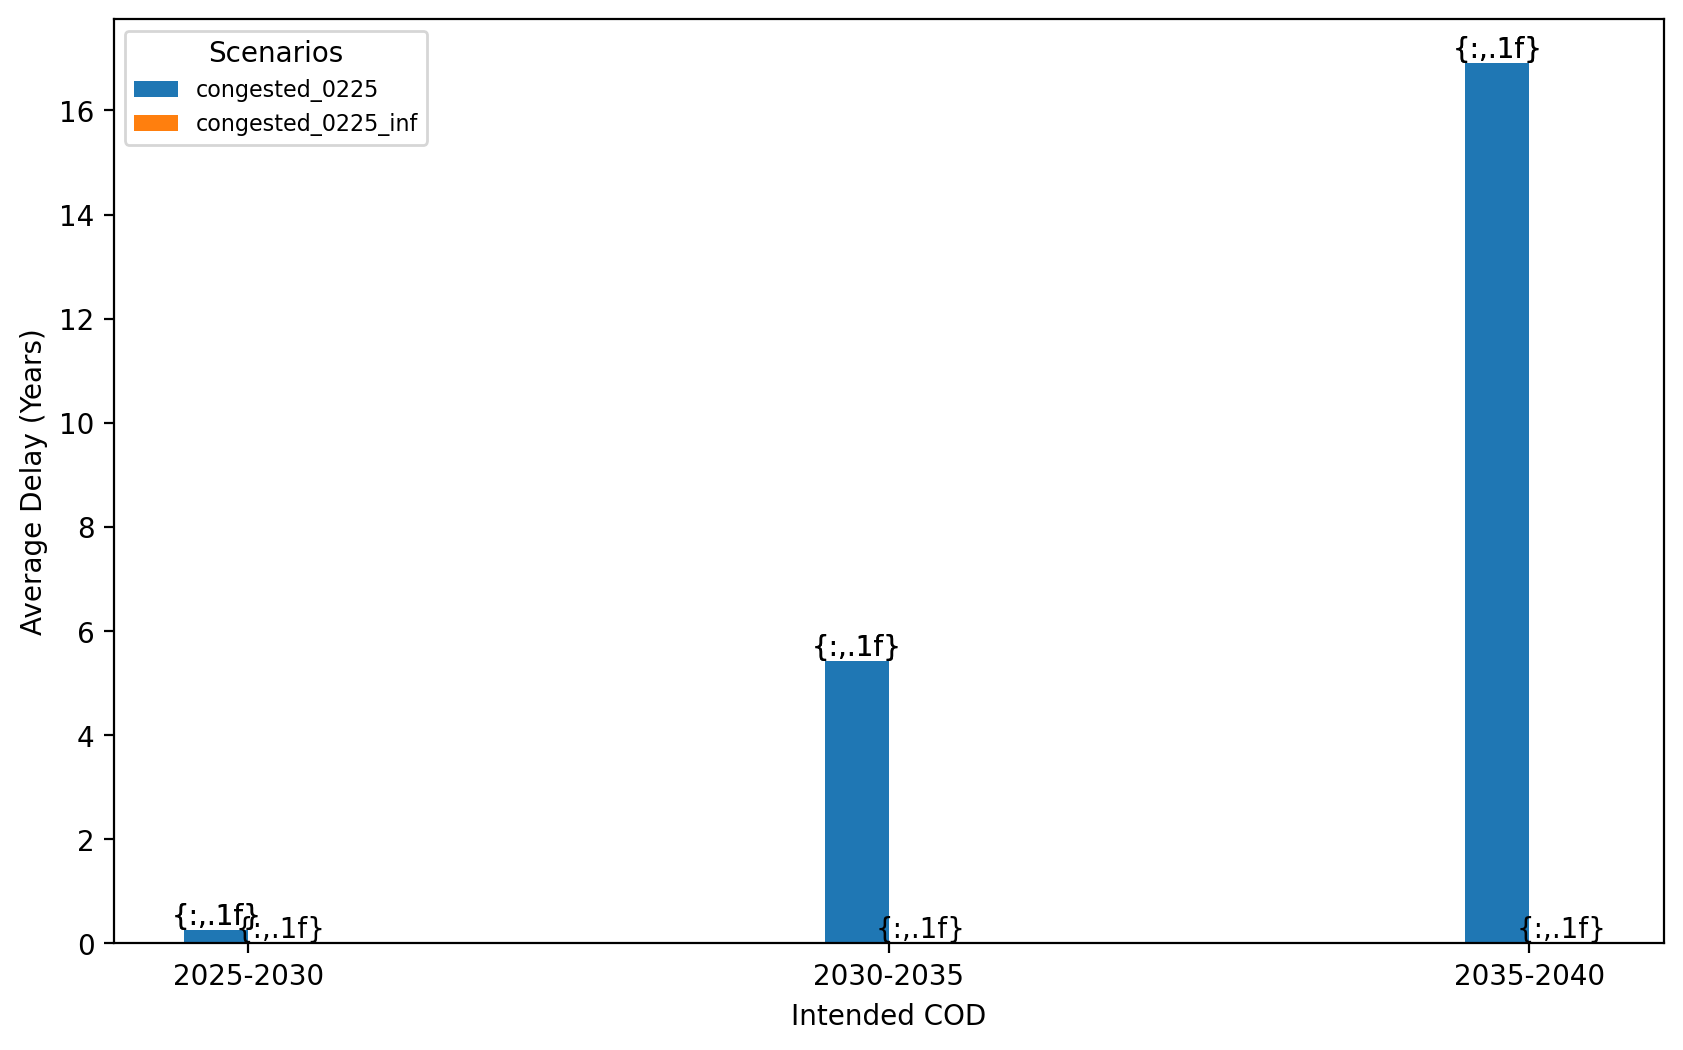 Scenarios
congested_0225
congested_0225_inf
Average Delay (Years)
16
14
12
10
8
6
4
2
0
{:,.1f}
{:,.1f}
{:,.1f}
{:,.1f}
{:,.1f}
{:,.1f}
2025-2030
2030-2035
2035-2040
Intended COD